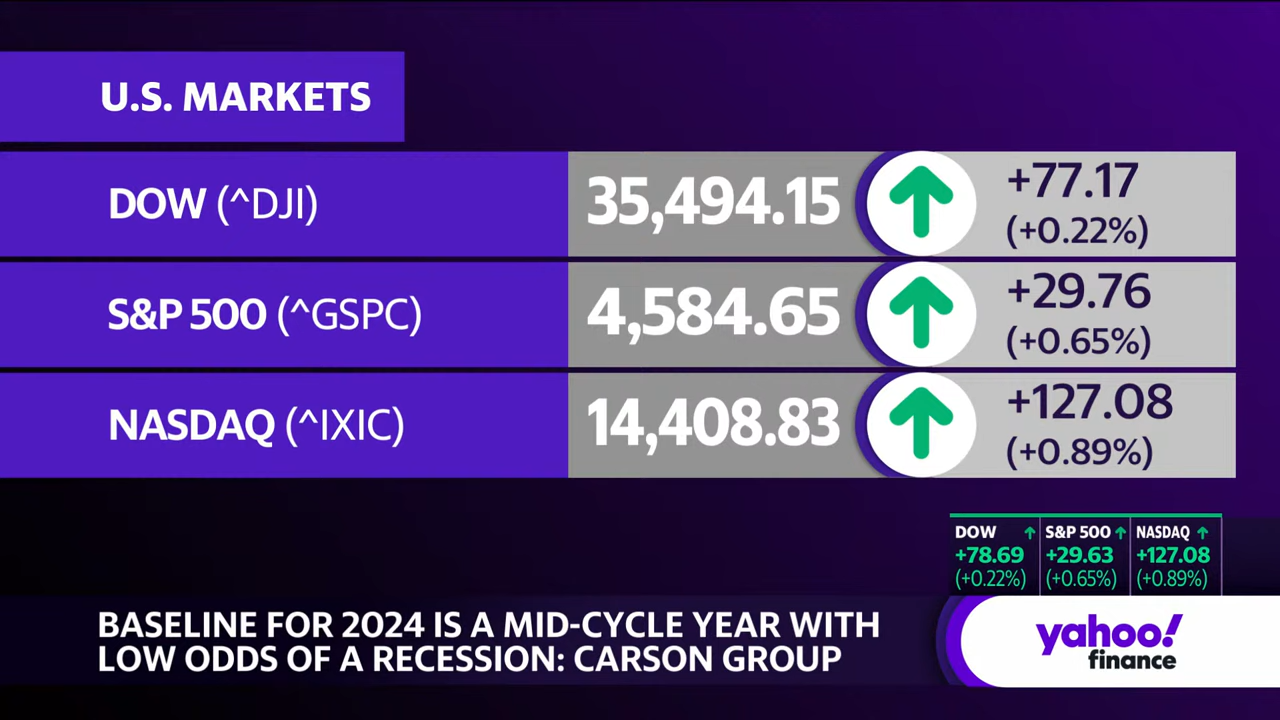 U.S. MARKETS
DOW (^DJI) 35,494.15 +77.17
(+0.22%)
S&P 500 (^GSPC) 4,584.65 +29.76
(+0.65%)
NASDAQ (^IXIC) 14,408.83 +127.08
(+0.89%)
DOW S&P 500 NASDAQ
+78.69 +29.63 +127.08
(+0.22%) (+0.65%) (+0.89%)
BASELINE FOR 2024 IS A MID-CYCLE YEAR WITH
LOW ODDS OF A RECESSION: CARSON GROUP
yahoo!
finance